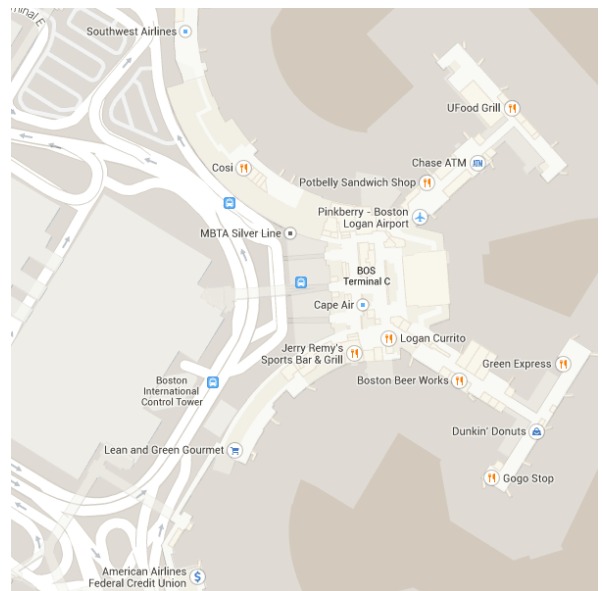 Terminal E
Southwest Airlines
UFood Grill
Cosi
Chase ATM
Potbelly Sandwich Shop
Pinkberry - Boston
Logan Airport
MBTA Silver Line
BOS
Terminal C
Cape Air
Logan Currito
Jerry Remy's
Sports Bar & Grill
Green Express
Boston Beer Works
Boston
International
Control Tower
Dunkin' Donuts
Lean and Green Gourmet
Gogo Stop
American Airlines
Federal Credit Union